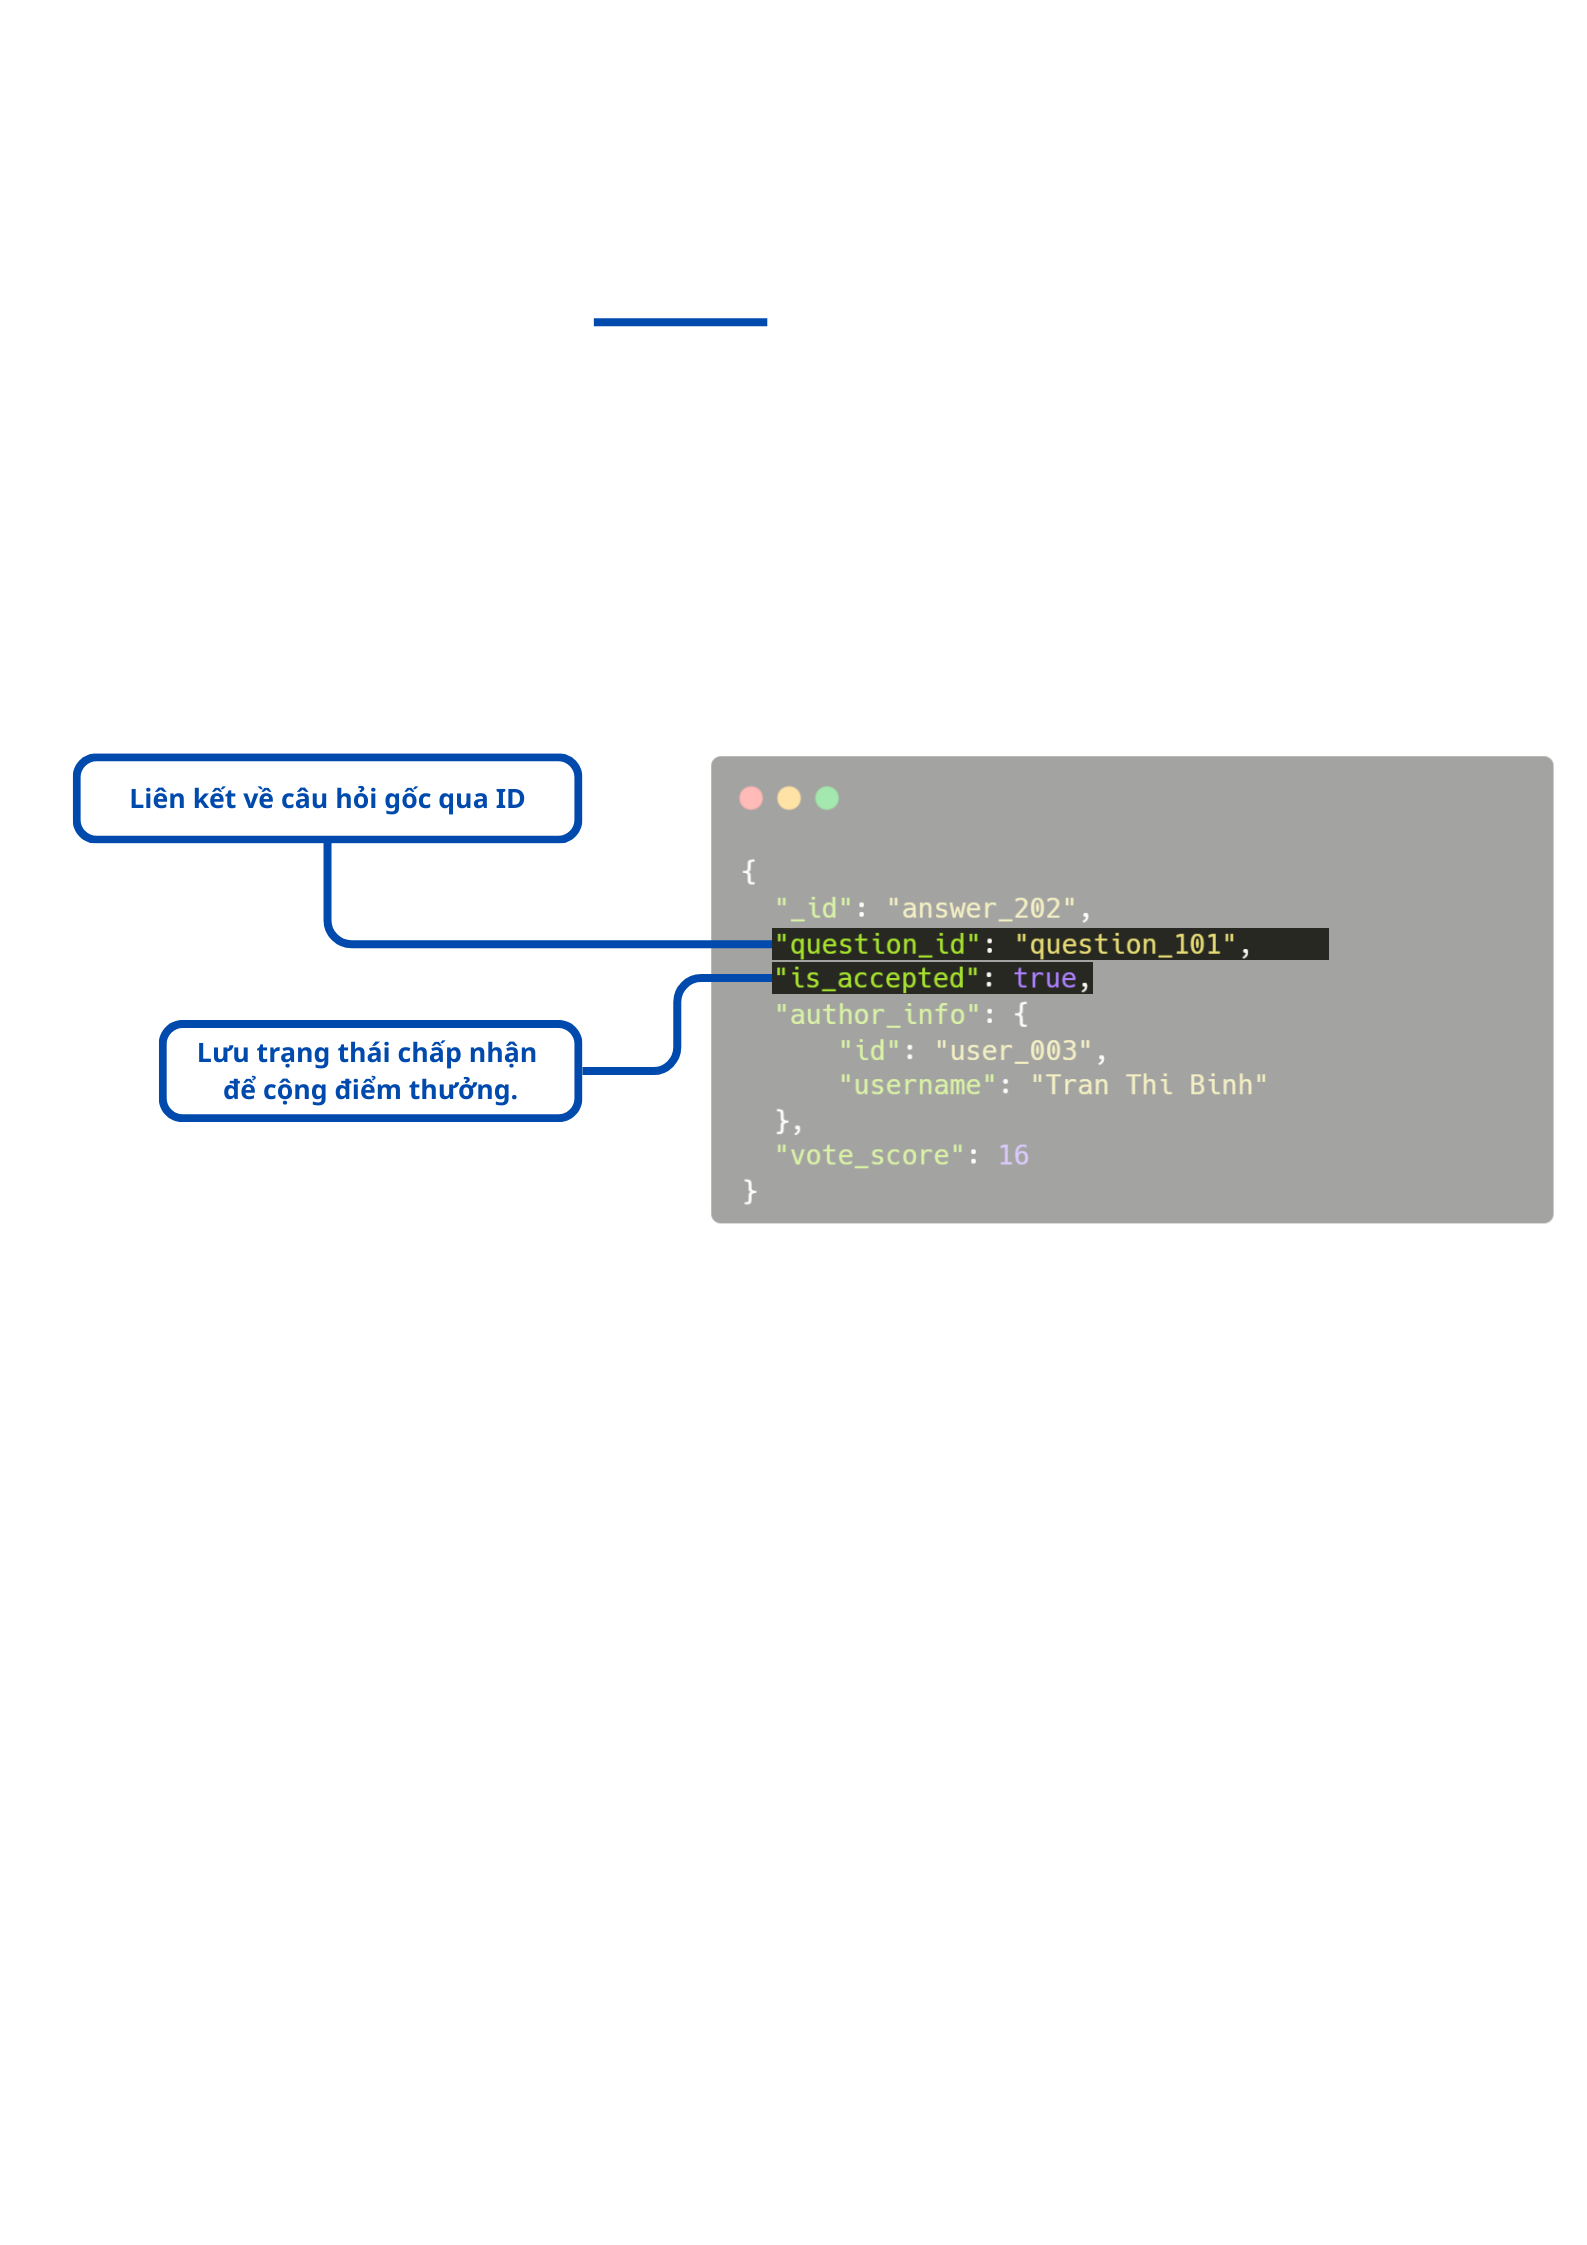 Liên kết về câu hỏi gốc qua ID
Lưu trạng thái chấp nhận
để cộng điểm thưởng.
{
  "_id": "answer_202",
  "question_id": "question_101",
  "is_accepted": true,
  "author_info": {
      "id": "user_003",
      "username": "Tran Thi Binh"
  },
  "vote_score": 16
}